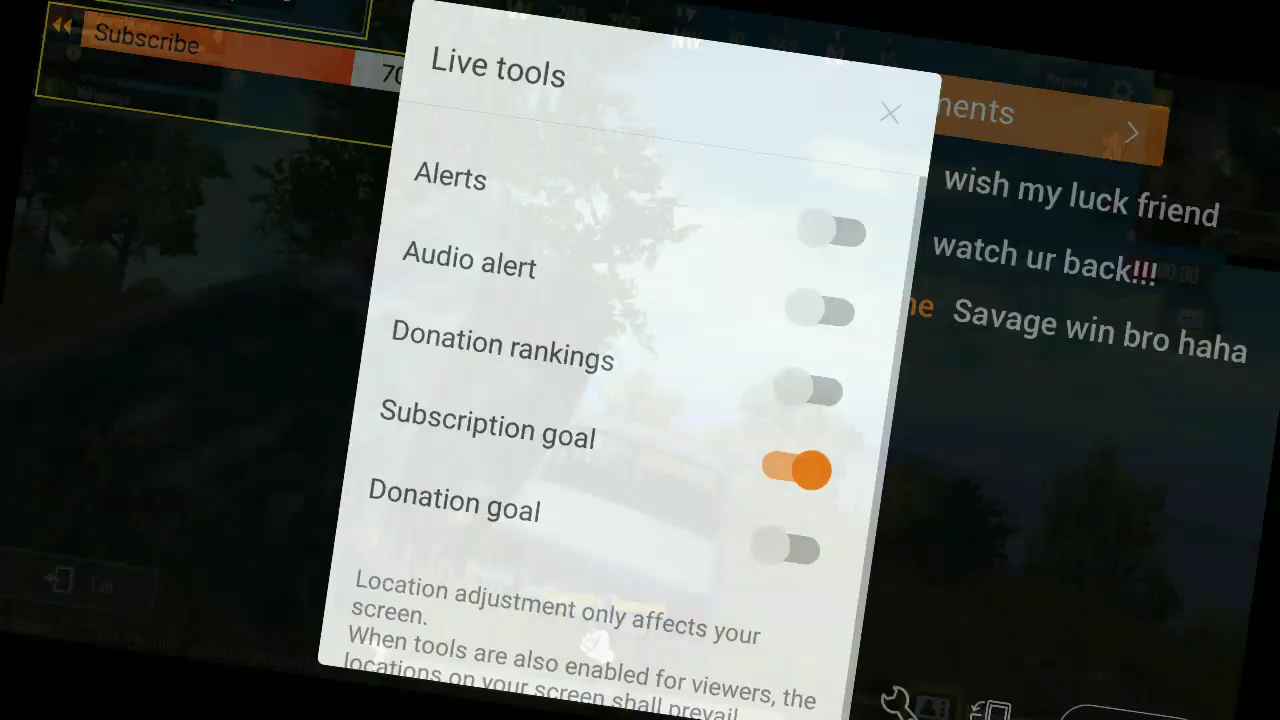 Subscribe
70
Live tools
Alerts
Audio alert
Donation rankings
Subscription goal
Donation goal
Location adjustment only affects your
screen.
When tools are also enabled for viewers, the
locations on your screen shall prevail
nents
wish my luck friend
watch ur back!!!
ne Savage win bro haha